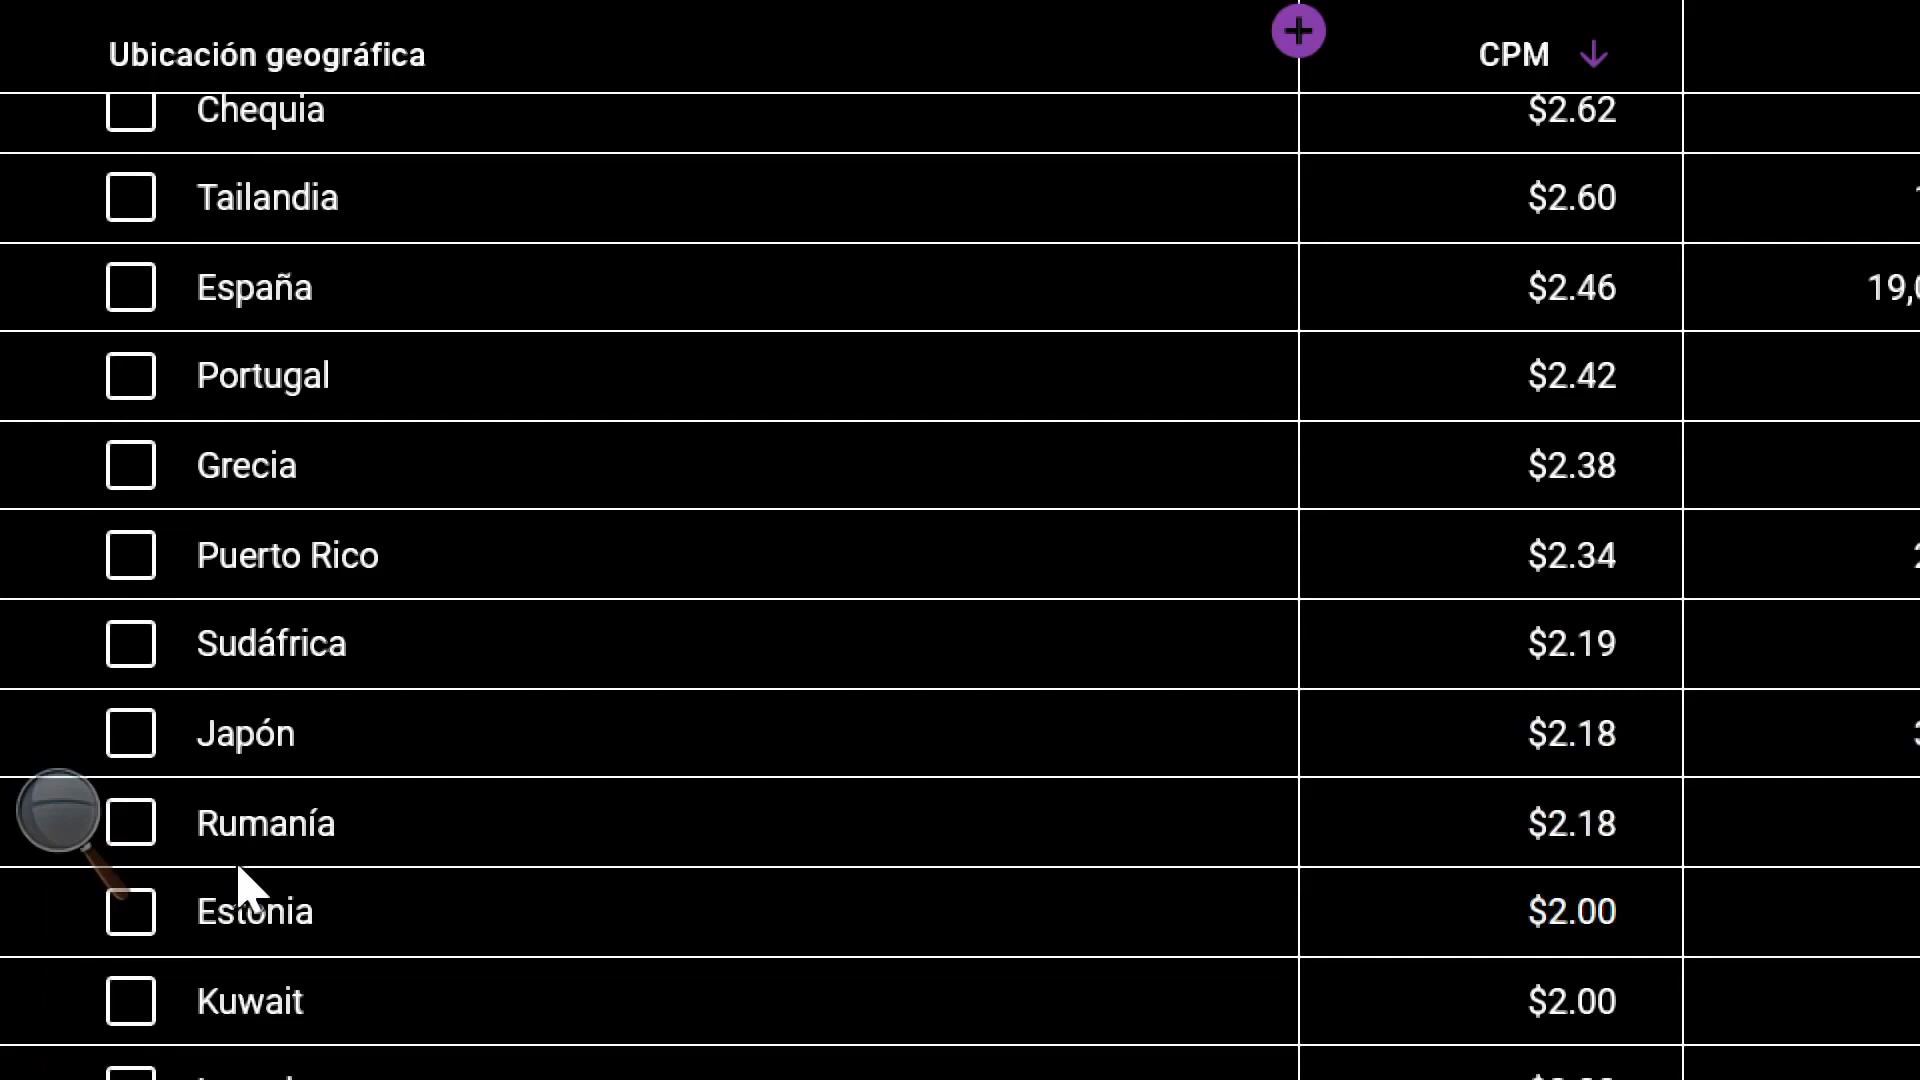 Ubicación geográfica CPM
Chequia $2.62
Tailandia $2.60
España $2.46 19,
Portugal $2.42
Grecia $2.38
Puerto Rico $2.34
Sudáfrica $2.19
Japón $2.18
Rumanía $2.18
Estonia $2.00
Kuwait $2.00